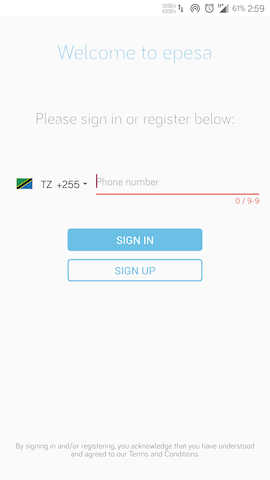 61% 2:59
Welcome to epesa
Please sign in or register below:
TZ +255 Phone number
0 / 9-9
SIGN IN
SIGN UP
By signing in and/or registering, you acknowledge that you have understood
and agreed to our Terms and Conditions.